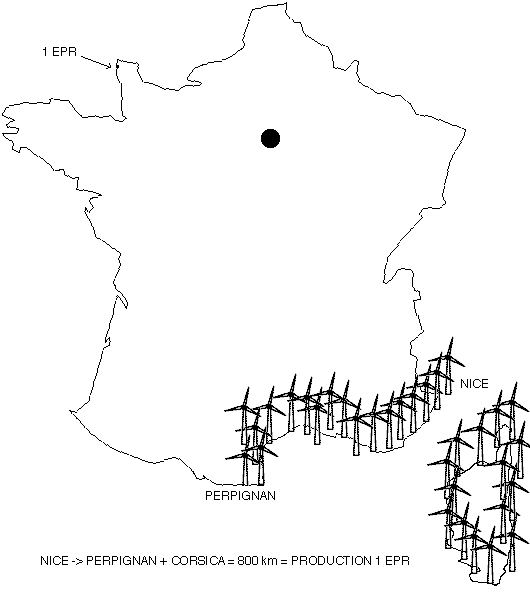 1 EPR
NICE
PERPIGNAN
NICE -> PERPIGNAN + CORSICA = 800 km = PRODUCTION 1 EPR